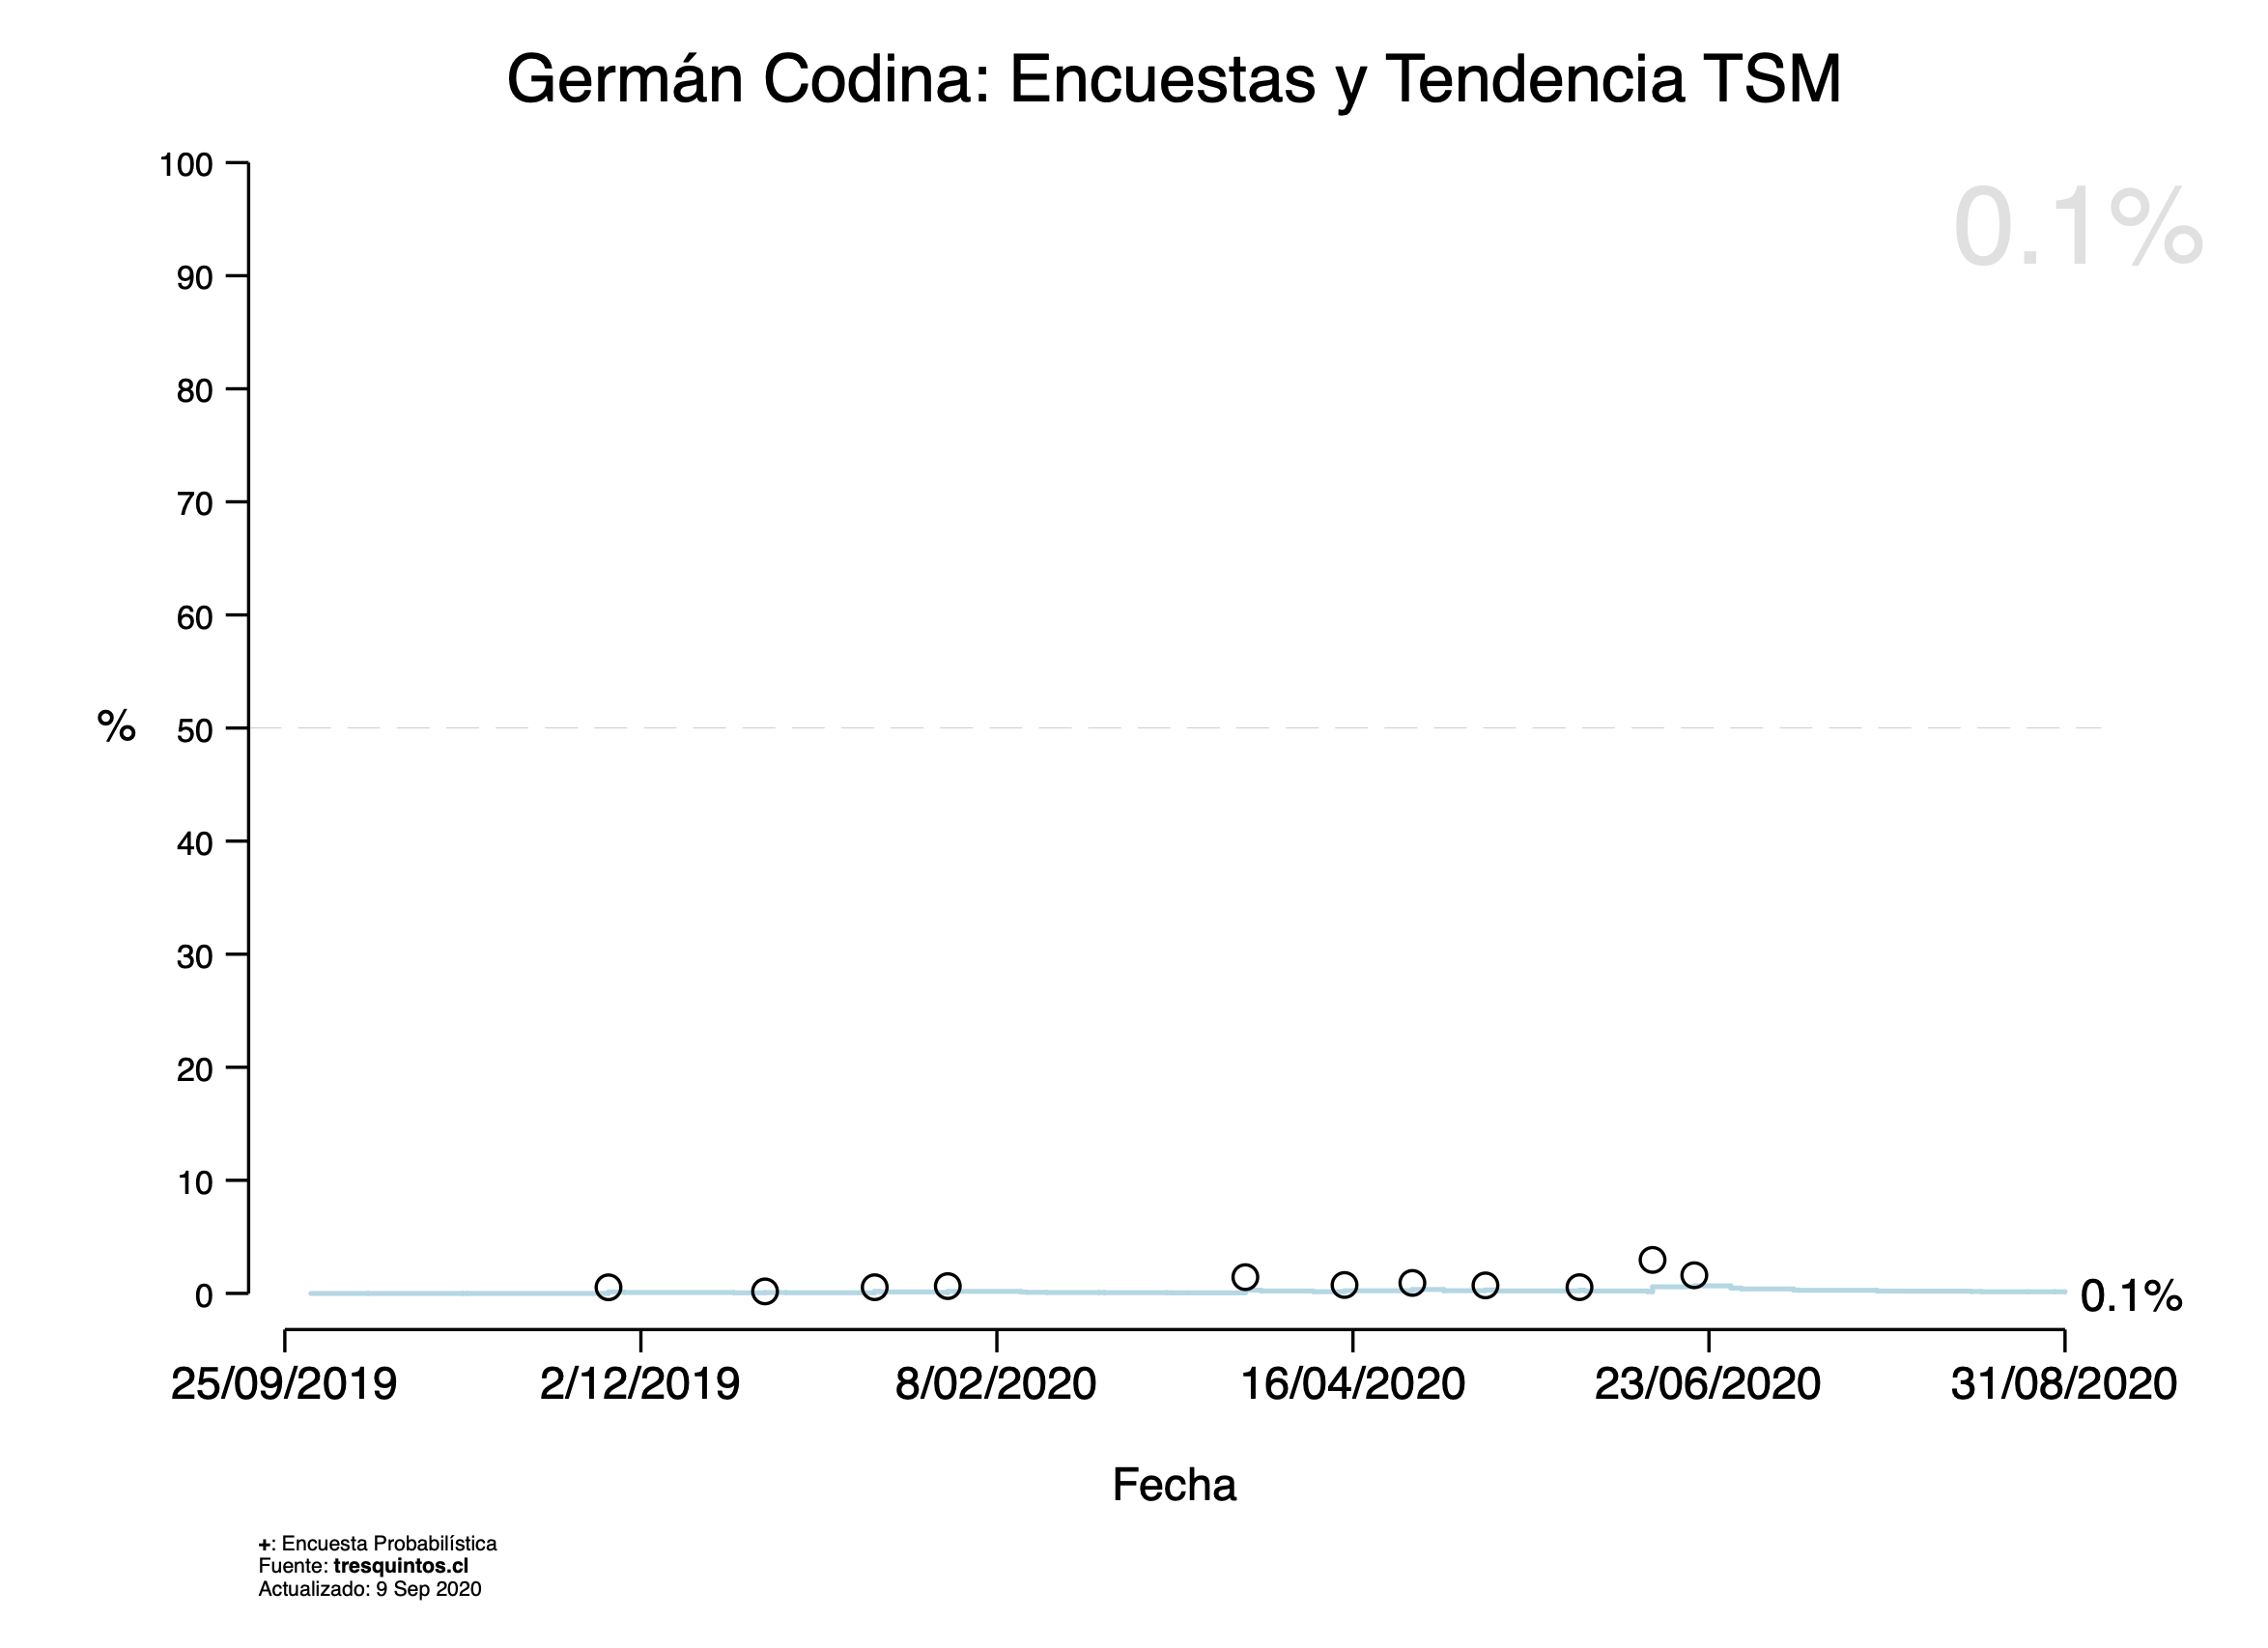 Germán Codina: Encuestas y Tendencia TSM
0.1%
100
90
80
70
60
% 50
40
30
20
10
0
0.1%
25/09/2019 2/12/2019 8/02/2020 16/04/2020 23/06/2020 31/08/2020
Fecha
+: Encuesta Probabilística
Fuente: tresquintos.cl
Actualizado: 9 Sep 2020